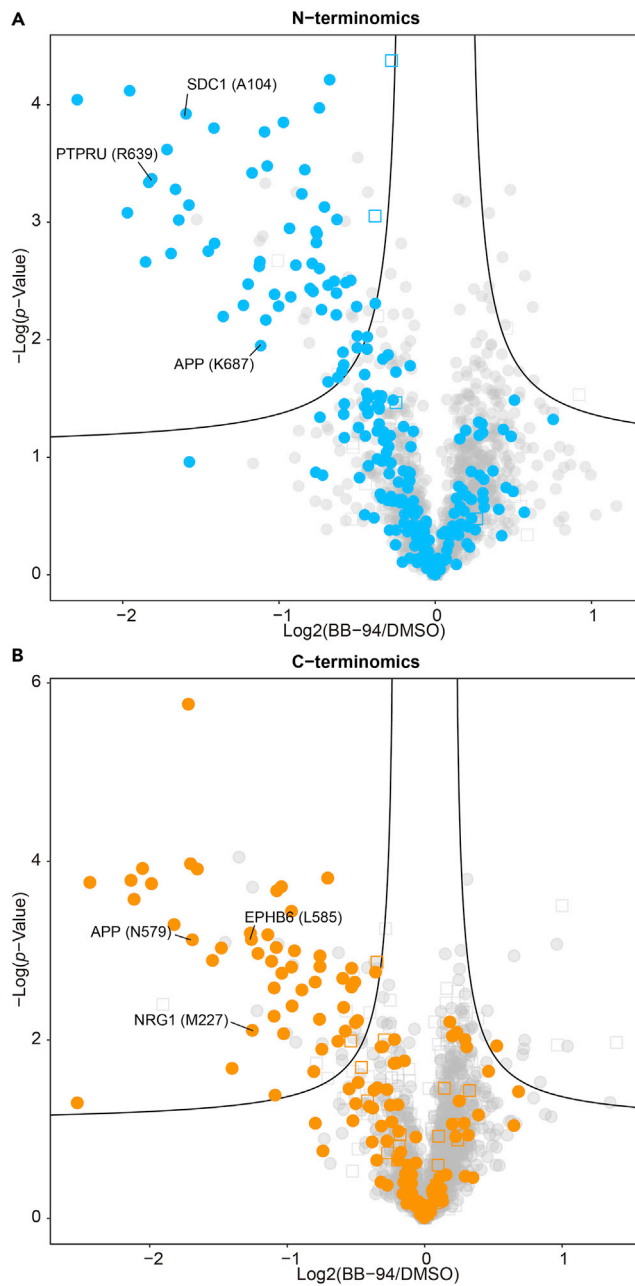 A
N−terminomics
SDC1 (A104)
PTPRU (R639)
APP (K687)
−Log(p−Value)
4
3
2
1
0
−2
−1
0
1
Log2(BB−94/DMSO)
B
C−terminomics
APP (N579)
EPHB6 (L585)
NRG1 (M227)
−Log(p−Value)
6
4
2
0
−2
−1
0
1
Log2(BB−94/DMSO)